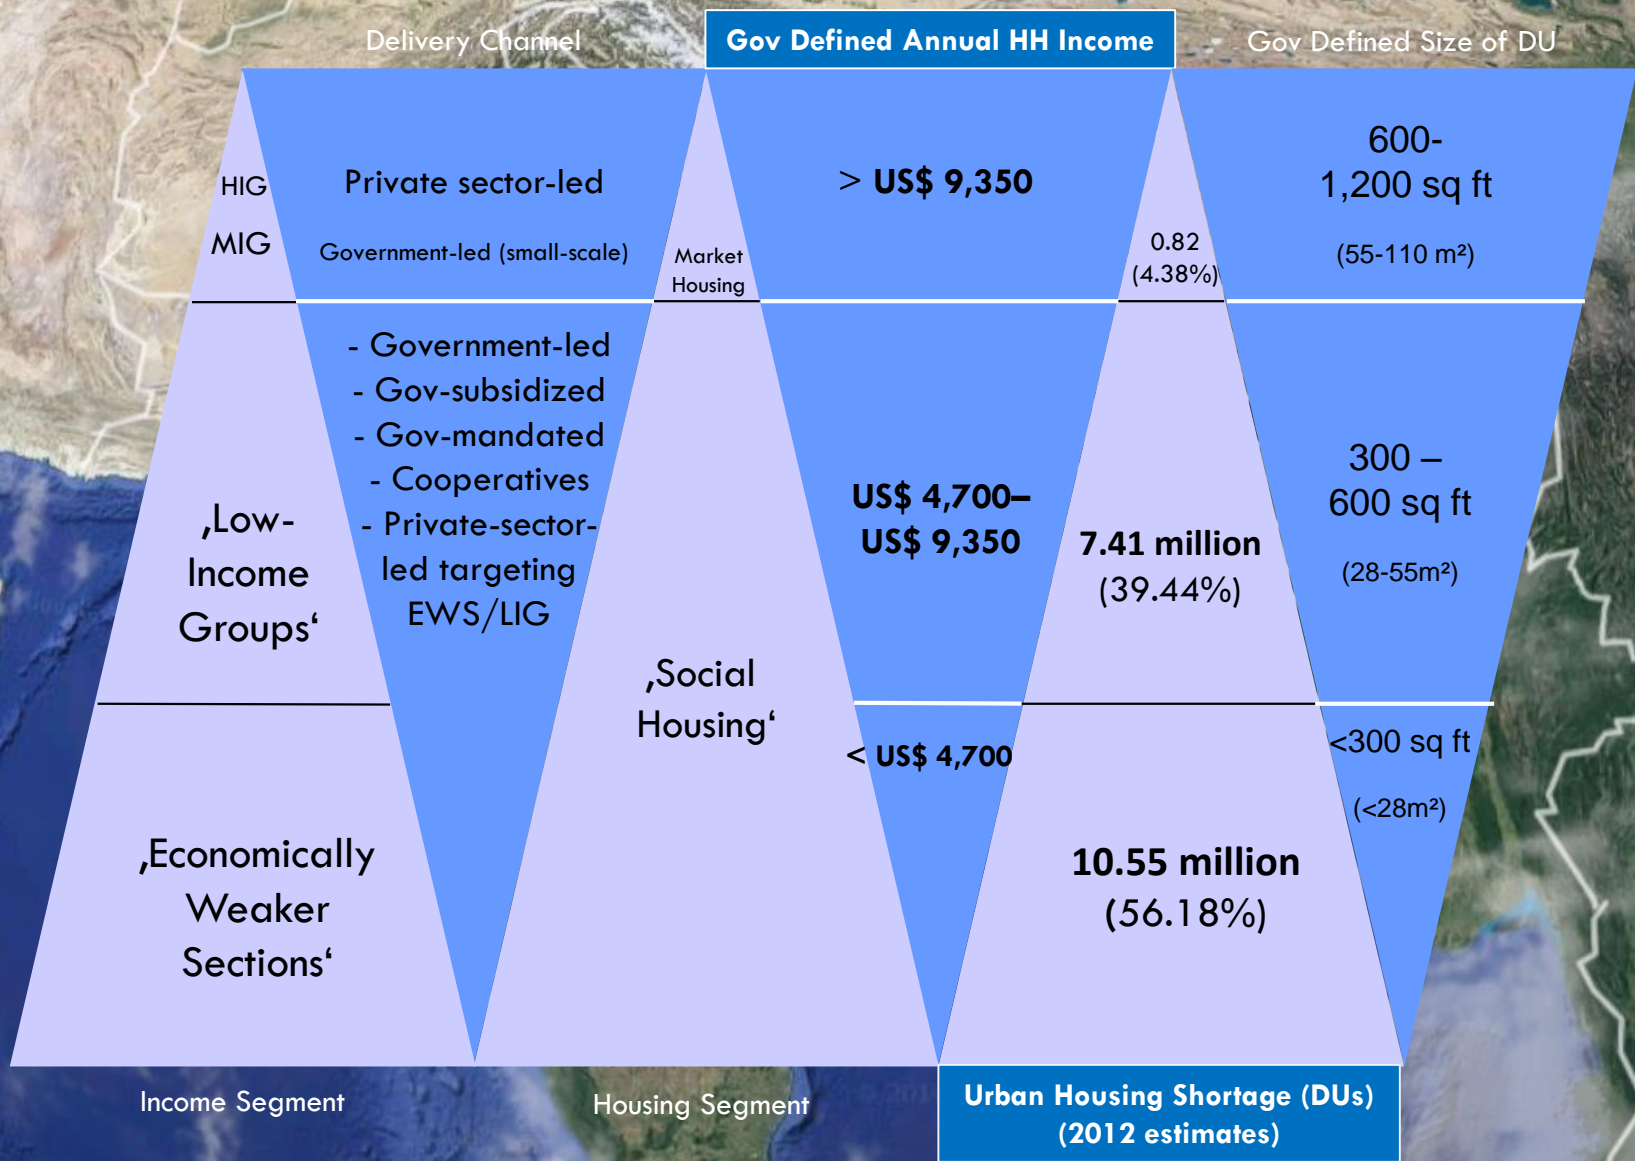 Delivery Channel
Gov Defined Annual HH Income
Gov Defined Size of DU
HIG
MIG
Private sector-led
Government-led (small-scale)
Market
Housing
> US$ 9,350
0.82
(4.38%)
600-
1,200 sq ft
(55-110 m²)
‚Low-
Income
Groups‘
- Government-led
- Gov-subsidized
- Gov-mandated
- Cooperatives
- Private-sector-
led targeting
EWS/LIG
US$ 4,700–
US$ 9,350
7.41 million
(39.44%)
300 –
600 sq ft
(28-55m²)
‚Social
Housing‘
‚Economically
Weaker
Sections‘
< US$ 4,700
10.55 million
(56.18%)
<300 sq ft
(<28m²)
Income Segment
Housing Segment
Urban Housing Shortage (DUs)
(2012 estimates)